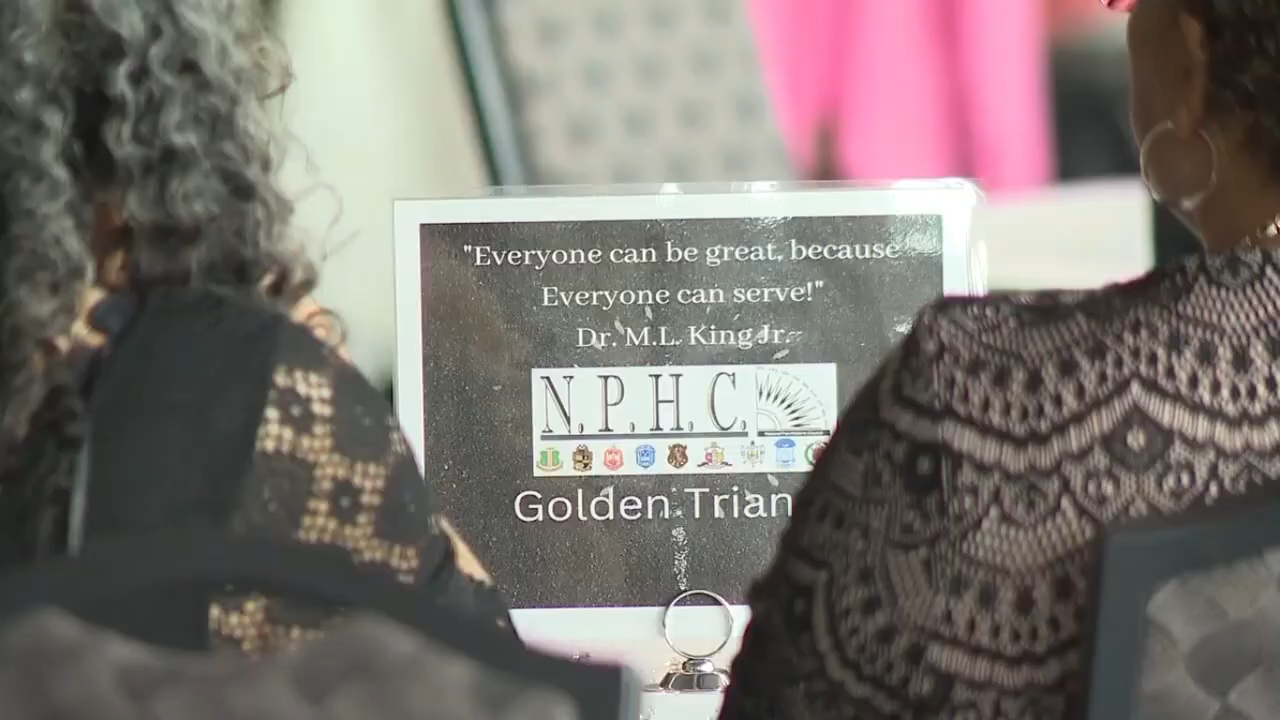 "Everyone can be great, because
Everyone can serve!"
Dr. M.L. King Jr.
N.P.H.C.
Golden Trian